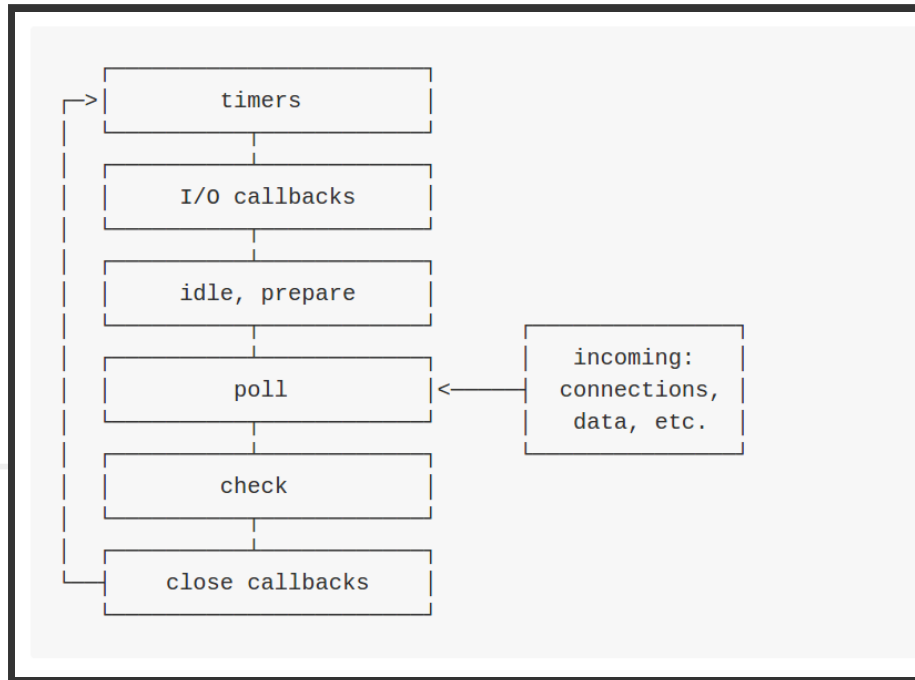 timers
I/O callbacks
idle, prepare
poll
incoming:
connections,
data, etc.
check
close callbacks